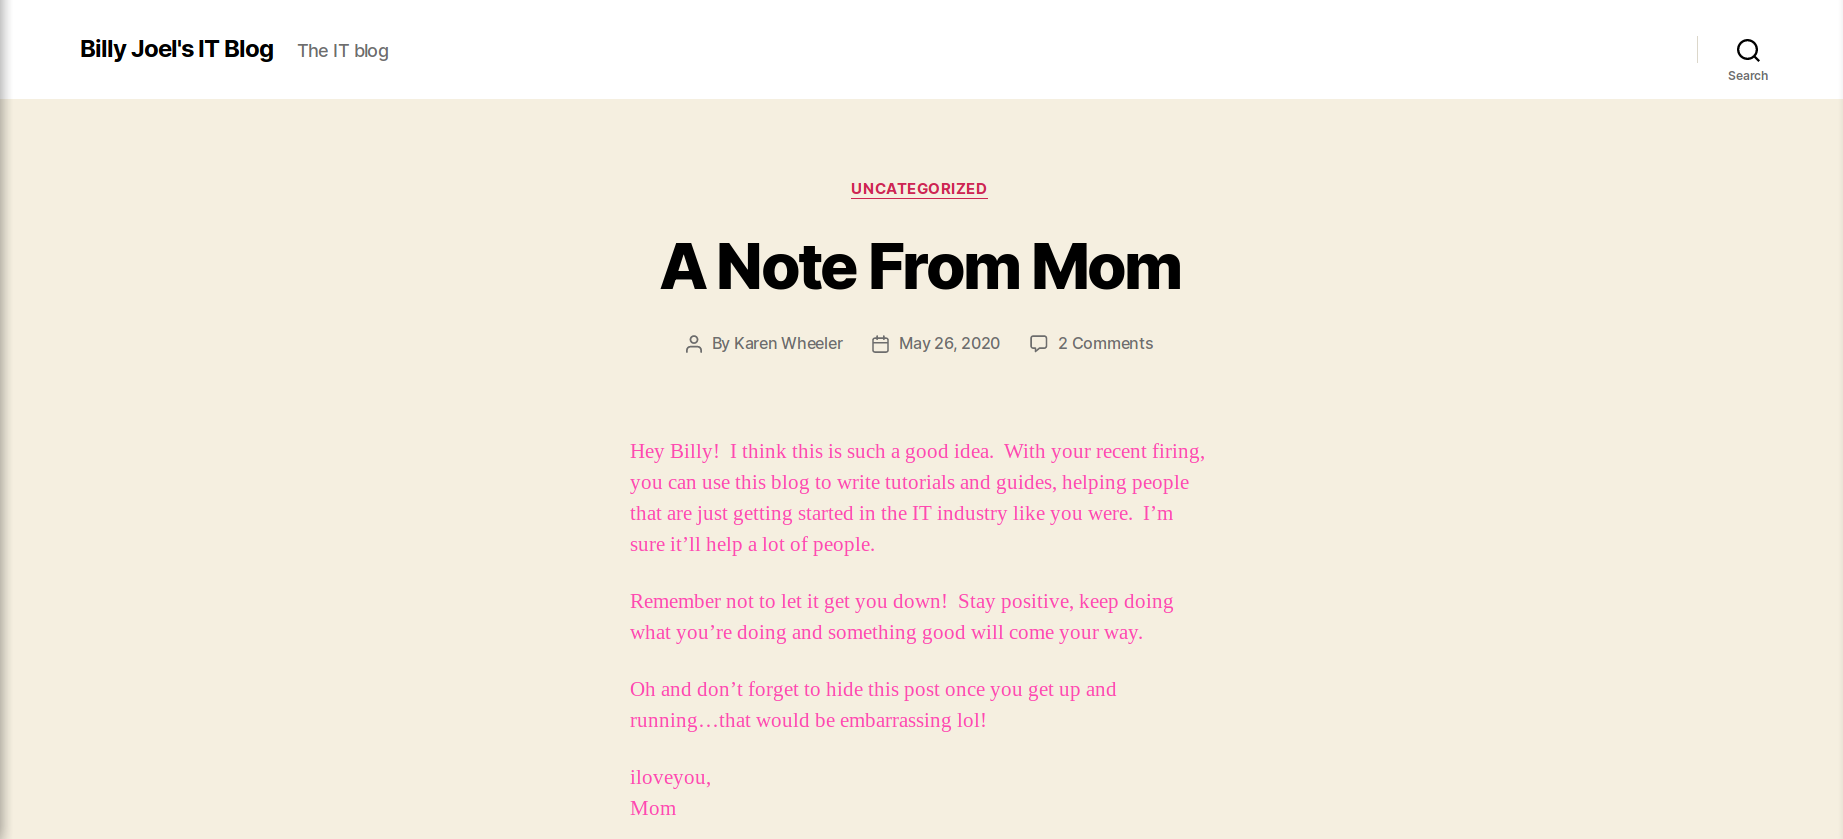 Billy Joel's IT Blog The IT blog
Search
UNCATEGORIZED
A Note From Mom
By Karen Wheeler May 26, 2020 2 Comments
Hey Billy!  I think this is such a good idea.  With your recent firing,
you can use this blog to write tutorials and guides, helping people
that are just getting started in the IT industry like you were.  I’m
sure it’ll help a lot of people.
Remember not to let it get you down!  Stay positive, keep doing
what you’re doing and something good will come your way.
Oh and don’t forget to hide this post once you get up and
running…that would be embarrassing lol!
iloveyou,
Mom